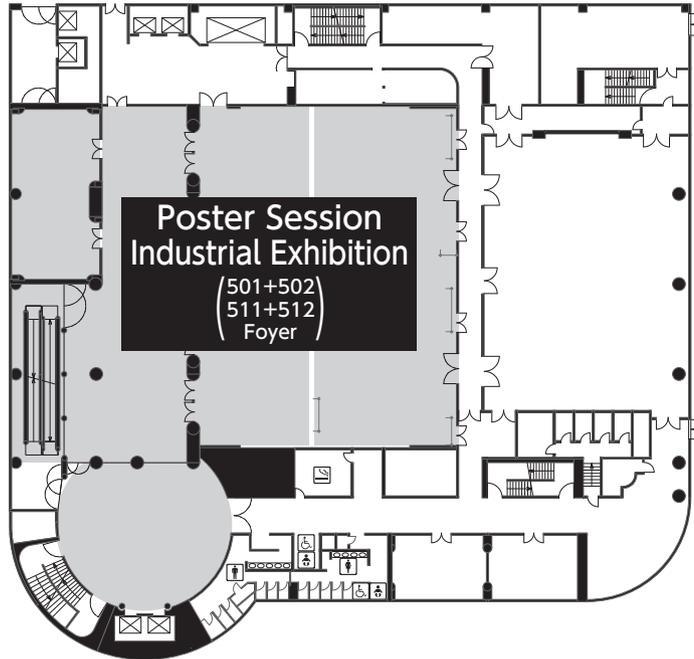 Poster Session
Industrial Exhibition
(501+502
511+512
Foyer)